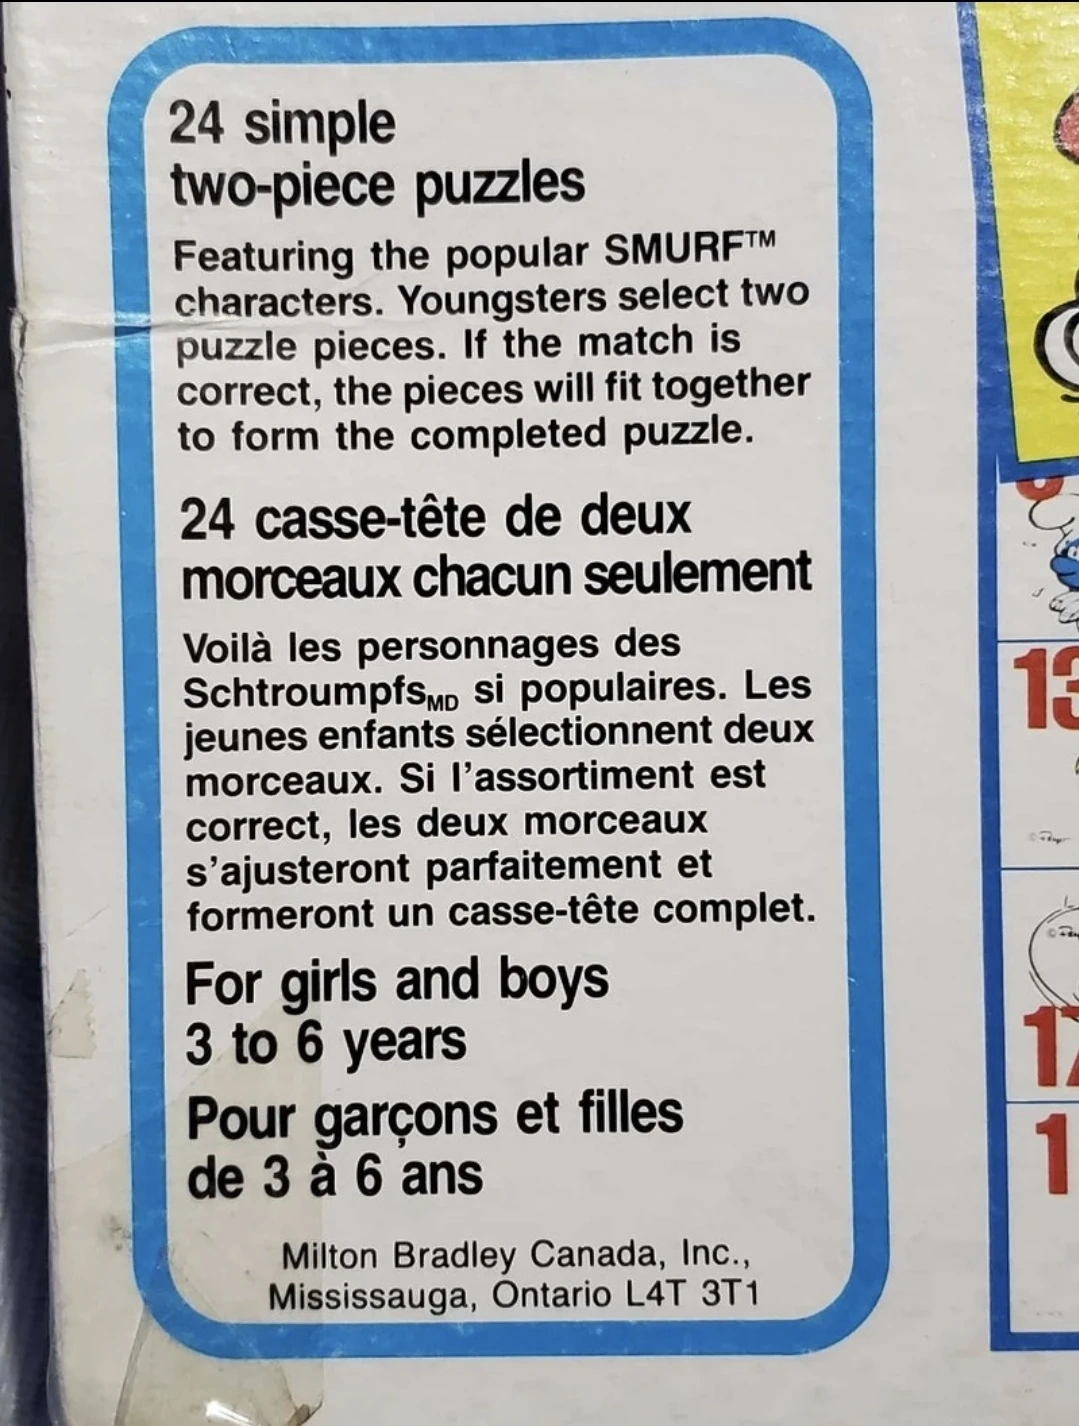 24 simple
two-piece puzzles
Featuring the popular SMURF™
characters. Youngsters select two
puzzle pieces. If the match is
correct, the pieces will fit together
to form the completed puzzle.
24 casse-tête de deux
morceaux chacun seulement
Voilà les personnages des
SchtroumpfsMD si populaires. Les
jeunes enfants sélectionnent deux
morceaux. Si l'assortiment est
correct, les deux morceaux
s'ajusteront parfaitement et
formeront un casse-tête complet.
For girls and boys
3 to 6 years
Pour garçons et filles
de 3 à 6 ans
Milton Bradley Canada, Inc.,
Mississauga, Ontario L4T 3T1
13
17
1